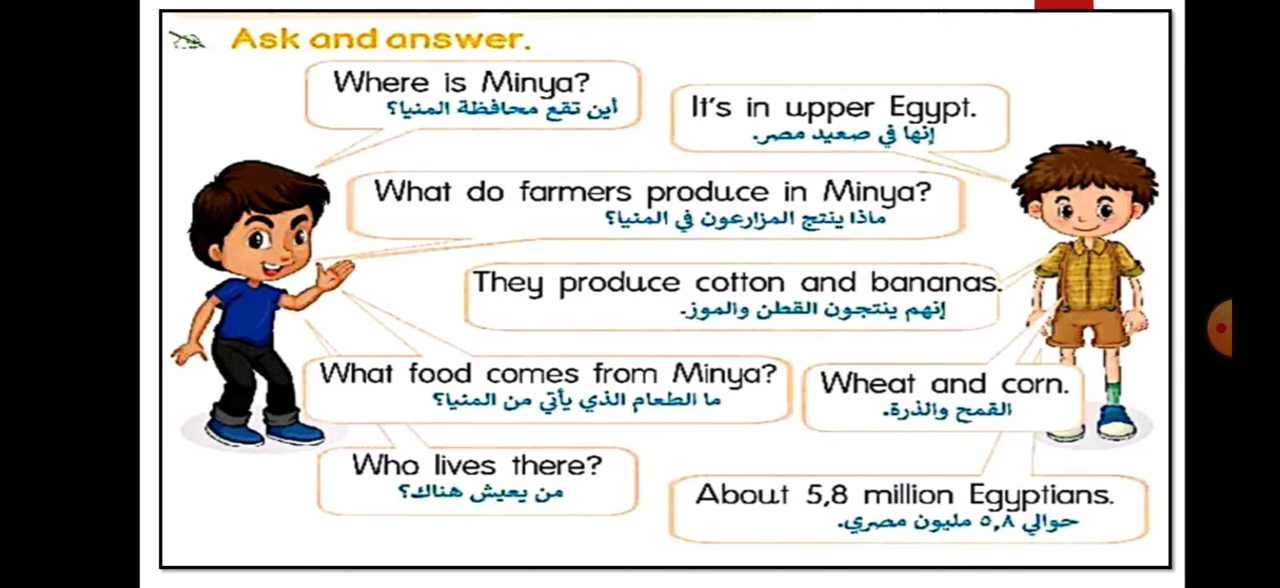 Ask and answer.
Where is Minya?
أين تقع محافظة المنيا؟
It's in upper Egypt.
إنها في صعيد مصر.
What do farmers produce in Minya?
ماذا ينتج المزارعون في المنيا؟
They produce cotton and bananas.
إنهم ينتجون القطن والموز.
What food comes from Minya?
ما الطعام الذي يأتي من المنيا؟
Wheat and corn.
القمح والذرة.
Who lives there?
من يعيش هناك؟
About 5,8 million Egyptians.
حوالي ٥,٨ مليون مصري.